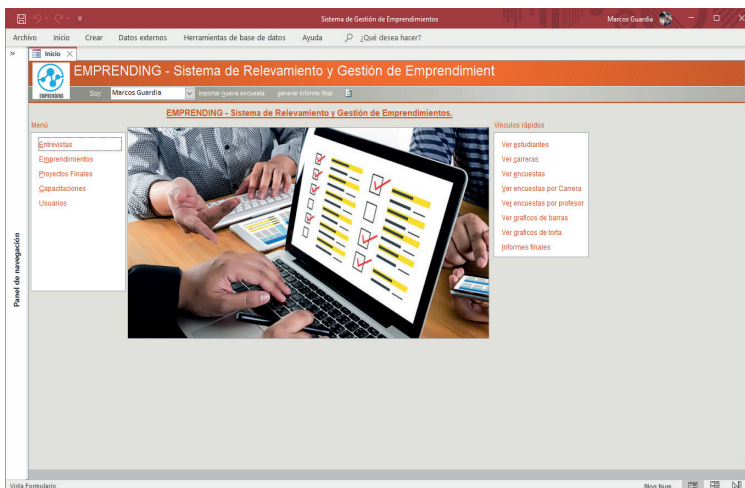 Sistema de Gestión de Emprendimientos
Marcos Guardia
Archivo Inicio Crear Datos externos Herramientas de base de datos Ayuda ¿Qué desea hacer?
» Inicio
EMPRENDING - Sistema de Relevamiento y Gestión de Emprendimient
EMPRENDING
Soy: Marcos Guardia Importar nueva encuesta generar informe final
EMPRENDING - Sistema de Relevamiento y Gestión de Emprendimientos.
Menú
Entrevistas
Emprendimientos
Proyectos Finales
Capacitaciones
Usuarios
Vínculos rápidos
Ver estudiantes
Ver carreras
Ver encuestas
Ver encuestas por Carrera
Ver encuestas por profesor
Ver graficos de barras
Ver graficos de torta
Informes finales
Panel de navegación
Vista Formulario
Bloq Num